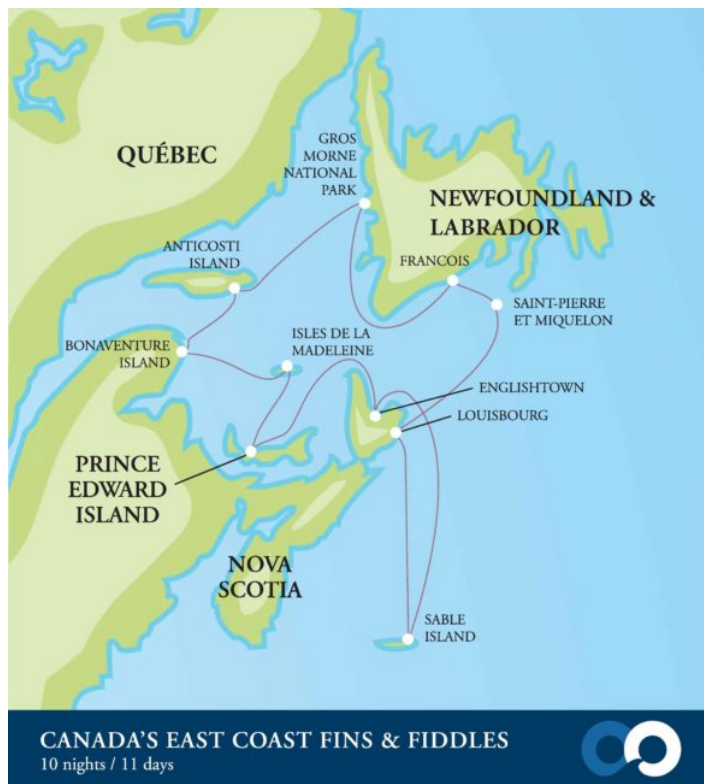 QUÉBEC
GROS
MORNE
NATIONAL
PARK
NEWFOUNDLAND &
LABRADOR
ANTICOSTI
ISLAND
FRANCOIS
SAINT-PIERRE
ET MIQUELON
BONAVENTURE
ISLAND
ISLES DE LA
MADELEINE
ENGLISHTOWN
LOUISBOURG
PRINCE
EDWARD
ISLAND
NOVA
SCOTIA
SABLE
ISLAND
CANADA'S EAST COAST FINS & FIDDLES
10 nights / 11 days